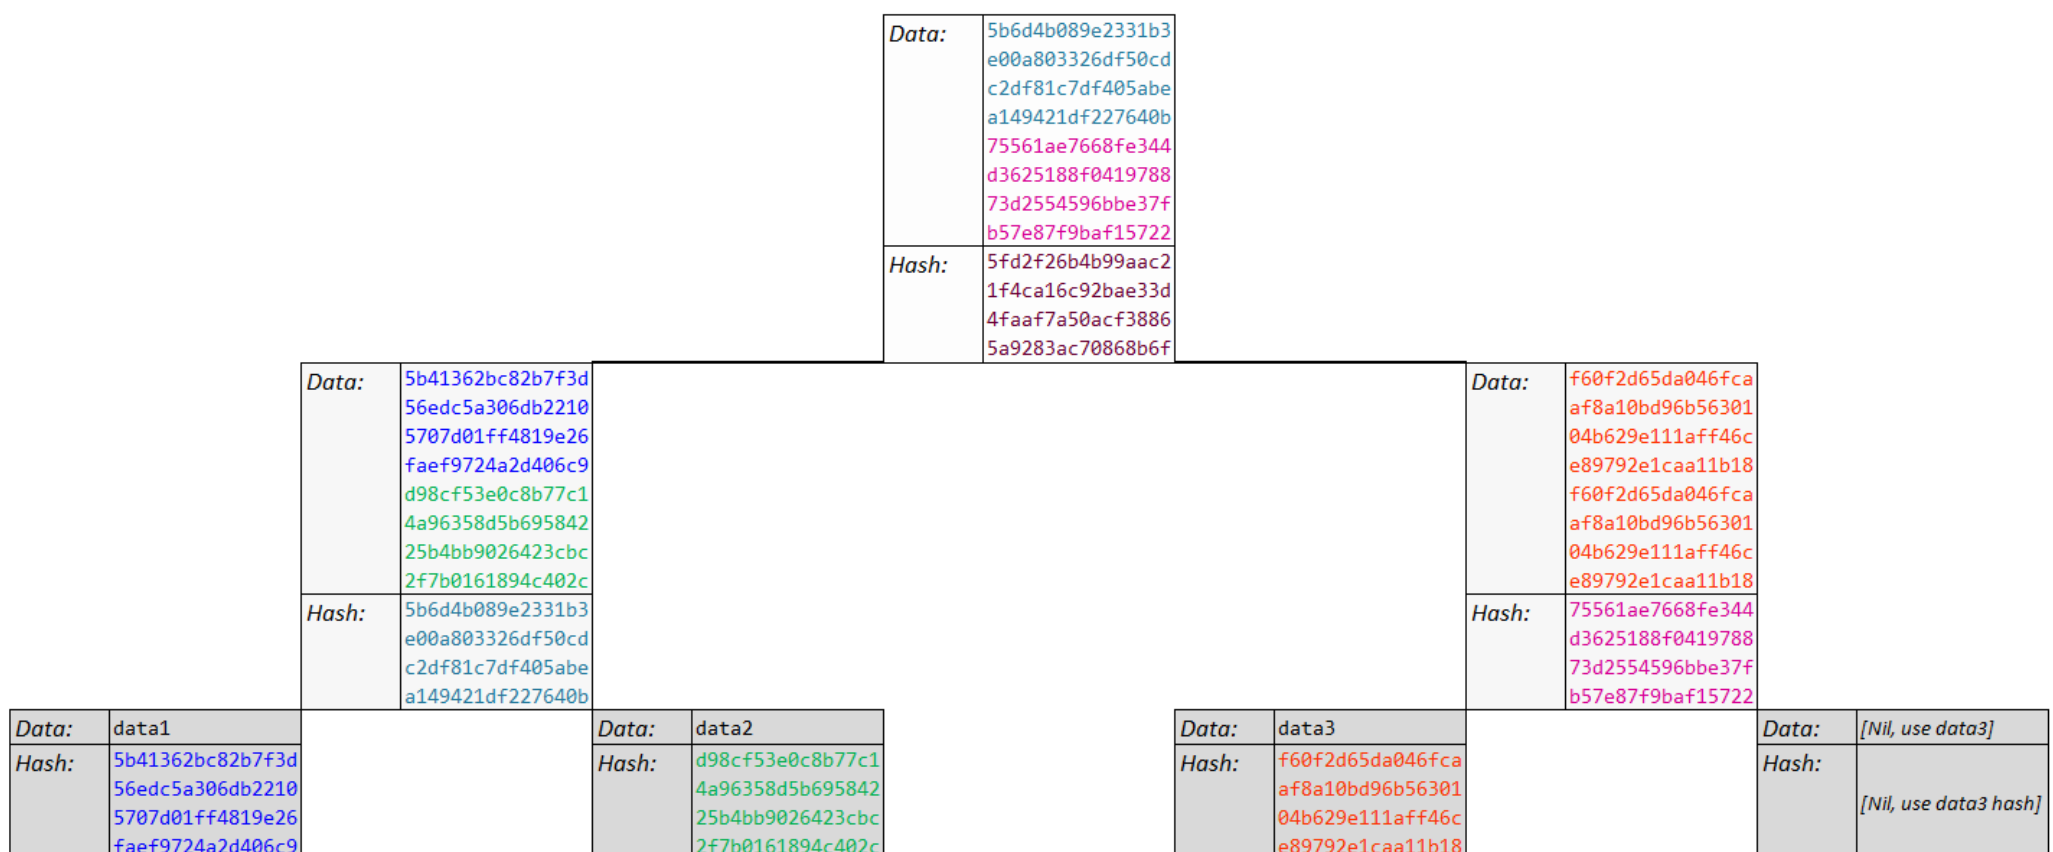 Data:
5b6d4b089e2331b3
e00a803326df50cd
c2df81c7df405abe
a149421df227640b
75561ae7668fe344
d3625188f0419788
73d2554596bbe37f
b57e87f9baf15722
Hash:
5fd2f26b4b99aac2
1f4ca16c92bae33d
4faaf7a50acf3886
5a9283ac70868b6f
Data:
5b41362bc82b7f3d
56edc5a306db2210
5707d01ff4819e26
faef9724a2d406c9
d98cf53e0c8b77c1
4a96358d5b695842
25b4bb9026423cbc
2f7b0161894c402c
Hash:
5b6d4b089e2331b3
e00a803326df50cd
c2df81c7df405abe
a149421df227640b
Data:
f60f2d65da046fca
af8a10bd96b56301
04b629e111aff46c
e89792e1caa11b18
f60f2d65da046fca
af8a10bd96b56301
04b629e111aff46c
e89792e1caa11b18
Hash:
75561ae7668fe344
d3625188f0419788
73d2554596bbe37f
b57e87f9baf15722
Data: data1
Hash:
5b41362bc82b7f3d
56edc5a306db2210
5707d01ff4819e26
faef9724a2d406c9
Data: data2
Hash:
d98cf53e0c8b77c1
4a96358d5b695842
25b4bb9026423cbc
2f7b0161894c402c
Data: data3
Hash:
f60f2d65da046fca
af8a10bd96b56301
04b629e111aff46c
e89792e1caa11b18
Data: [Nil, use data3]
Hash:
[Nil, use data3 hash]